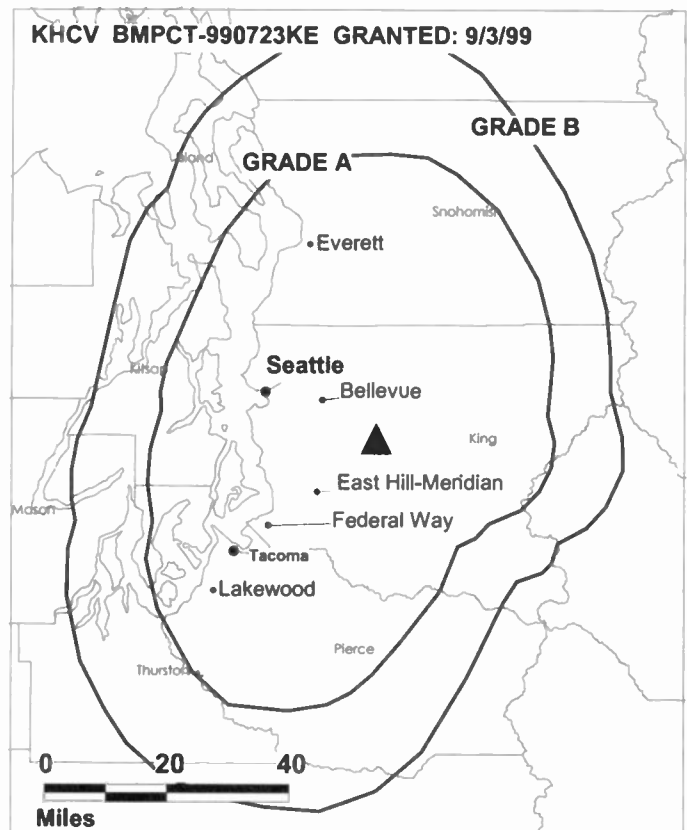 KHCV BMPCT-990723KE GRANTED: 9/3/99
GRADE B
GRADE A
Island
Snohomish
Everett
Seattle
Kitsap
Bellevue
King
East Hill-Meridian
Mason
Federal Way
Tacoma
Lakewood
Pierce
Thurston
0 20 40
Miles